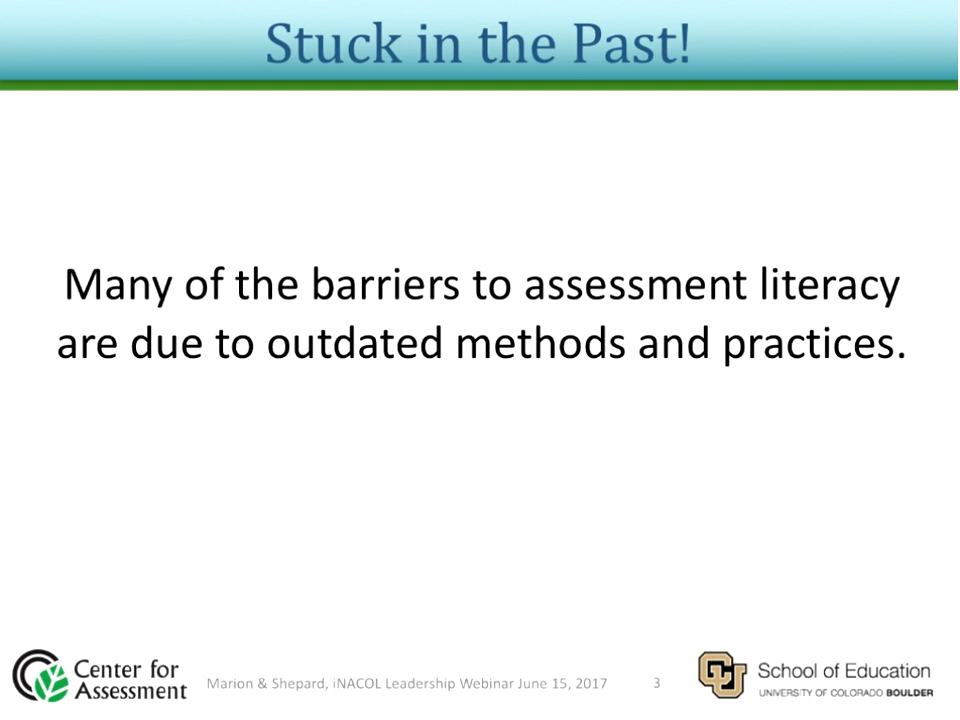 Stuck in the Past!
Many of the barriers to assessment literacy
are due to outdated methods and practices.
Center for
Assessment
Marion & Shepard, iNACOL Leadership Webinar June 15, 2017
3
CU
School of Education
UNIVERSITY OF COLORADO BOULDER